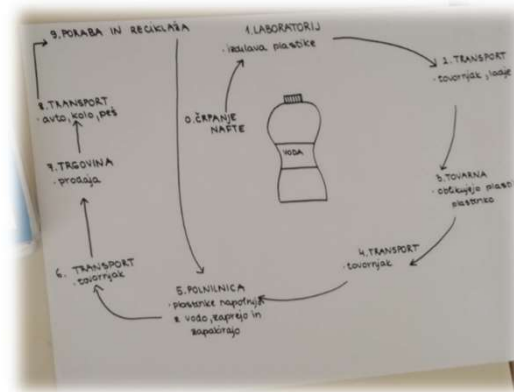 9. PORABA IN RECIKLAŽA
1. LABORATORIJ
· izdelava plastike
2. TRANSPORT
· tovornjak, ladje
8. TRANSPORT
· avto, kolo, peš
0. ČRPANJE
NAFTE
VODA
7. TRGOVINA
· prodaja
3. TOVARNA
· oblikujejo
plastenko
4. TRANSPORT
· tovornjak
6. TRANSPORT
· tovornjak
5. POLNILNICA
· plastenke napolnijo
z vodo, zaprejo in
zapakirajo